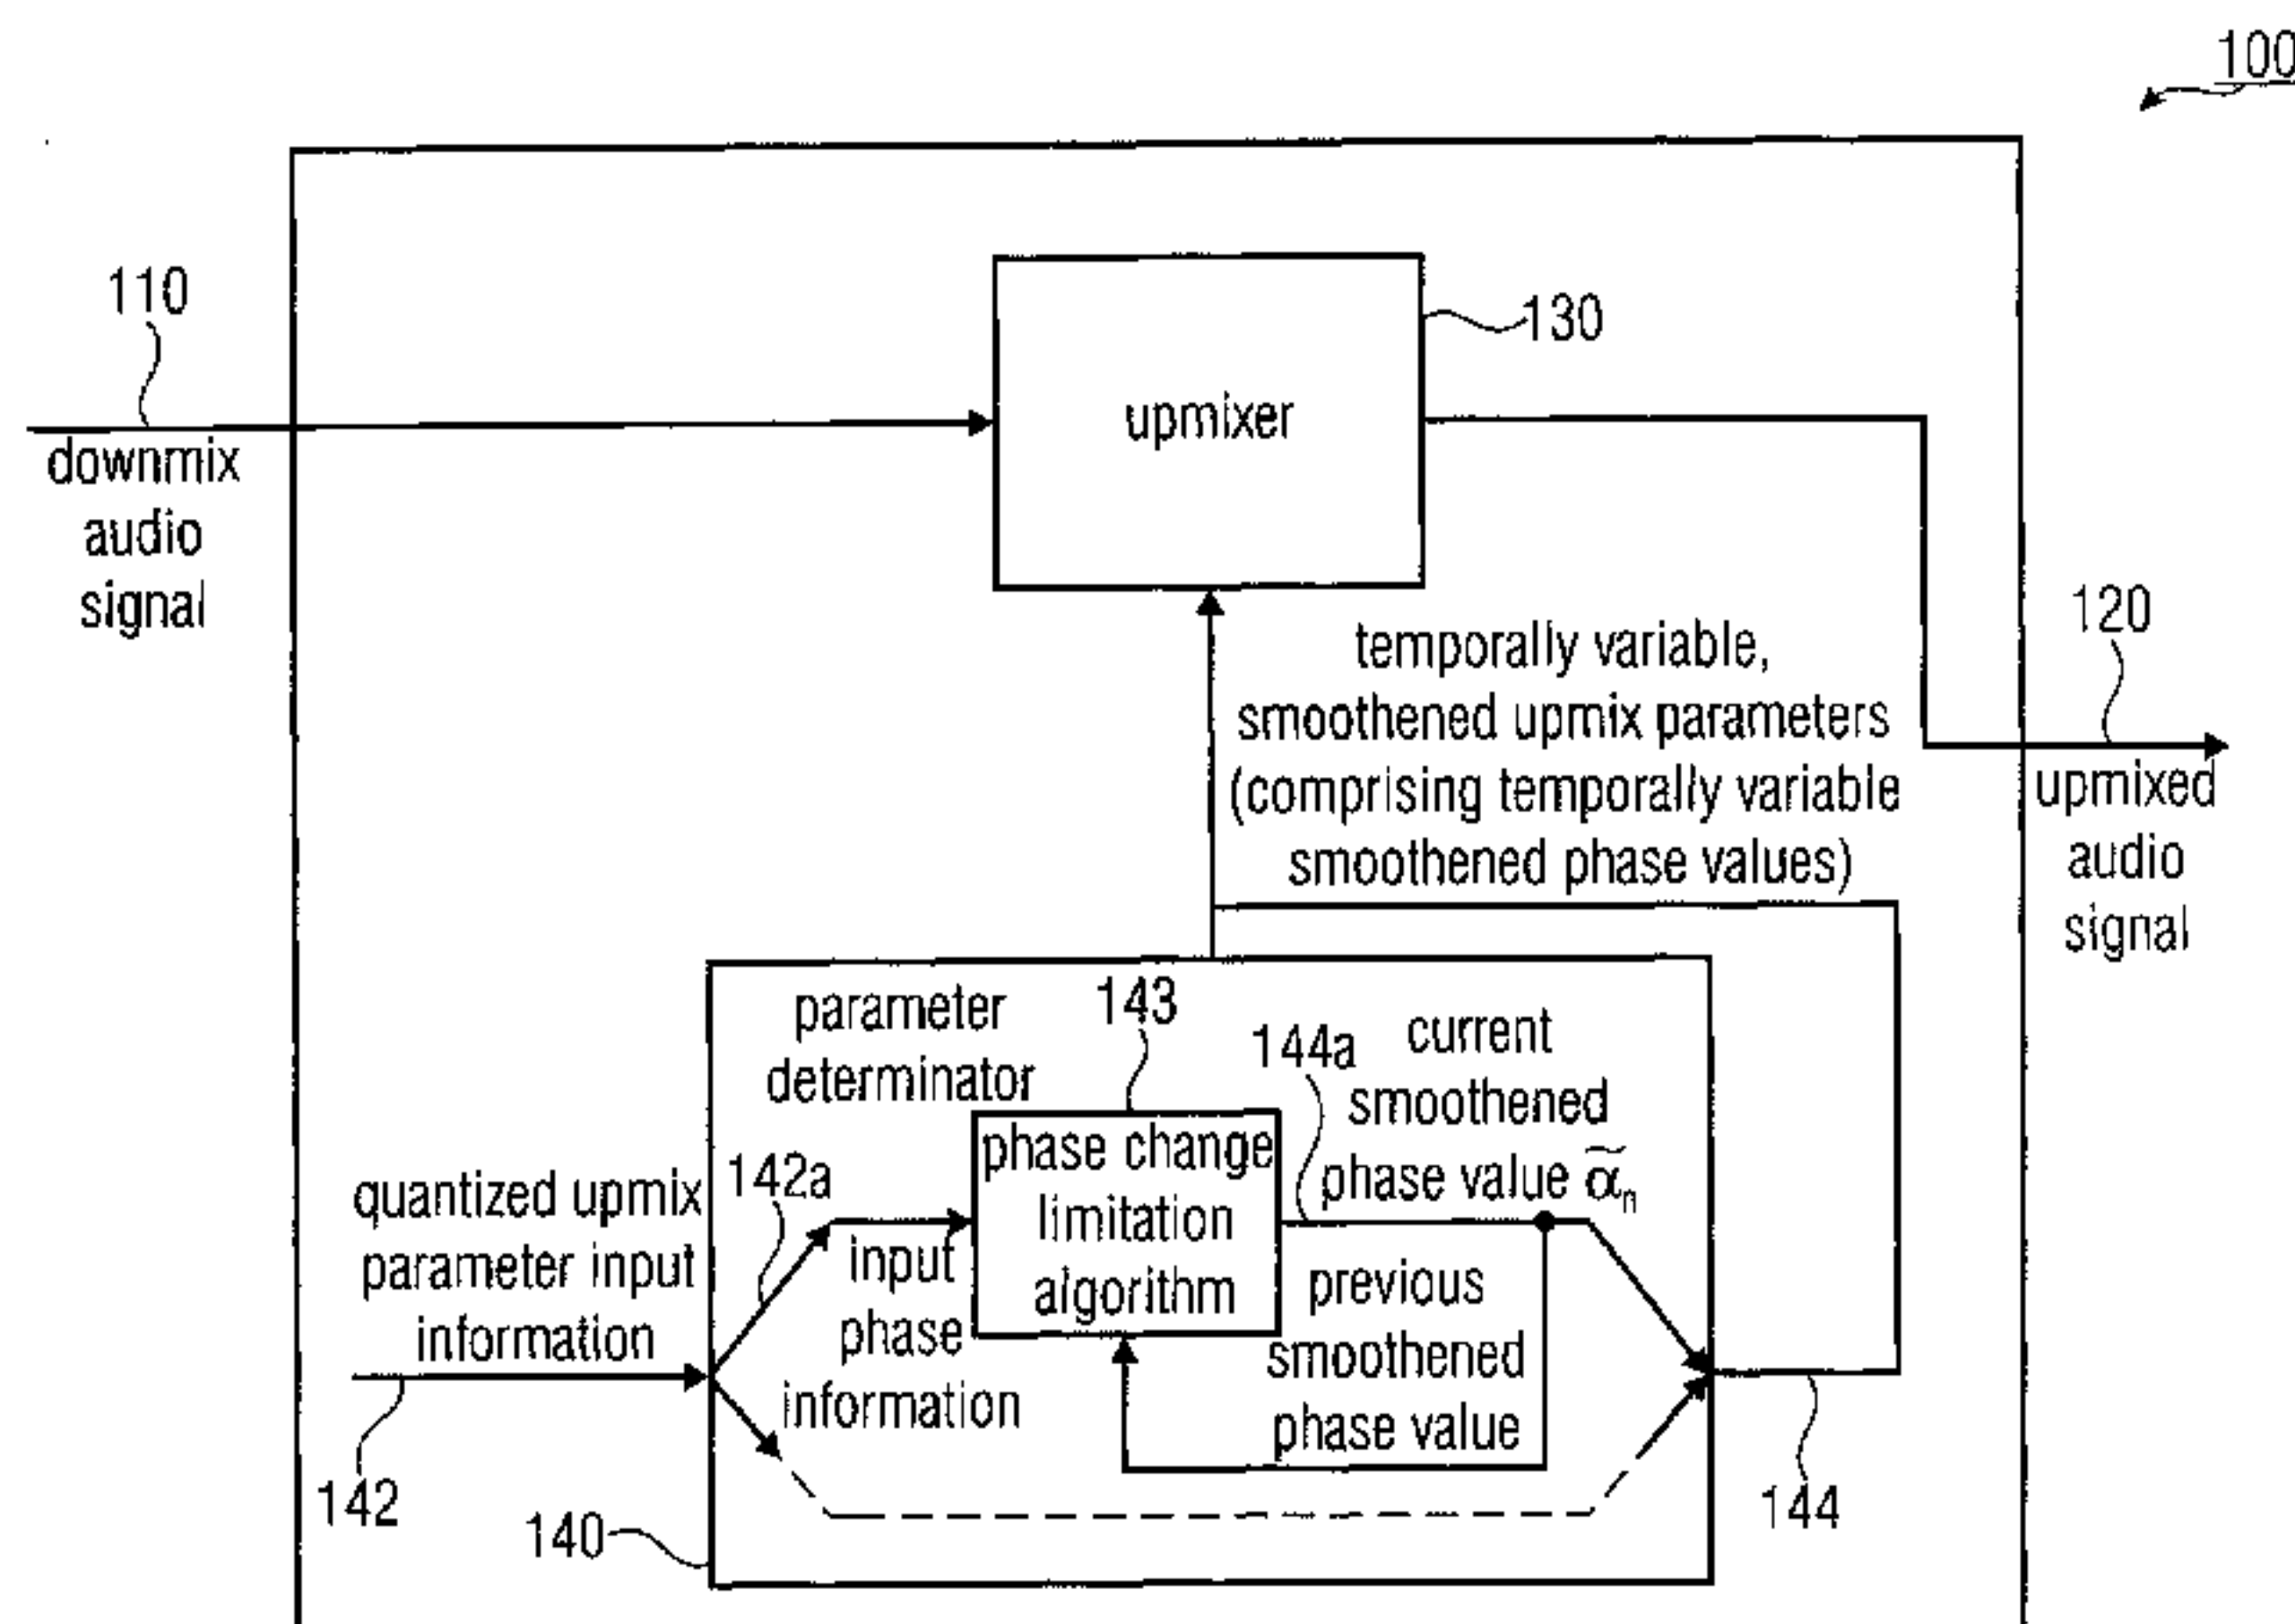 100
110
130
upmixer
downmix
audio
signal
120
temporally variable,
smoothened upmix parameters
(comprising temporally variable
smoothened phase values)
upmixed
audio
signal
parameter
determinator
143
144a
current
smoothened
phase value α̃n
phase change
limitation
algorithm
142a
quantized upmix
parameter input
information
input
phase
information
previous
smoothened
phase value
142
140
144